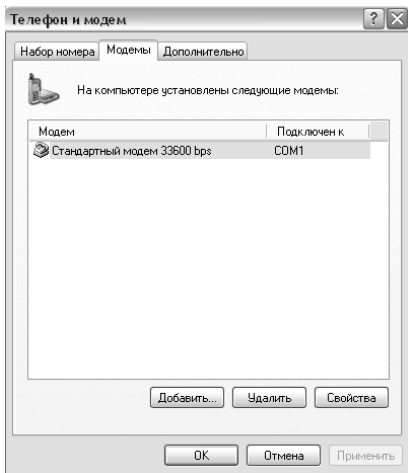 Телефон и модем
Набор номера Модемы Дополнительно
На компьютере установлены следующие модемы:
Модем Подключен к
Стандартный модем 33600 bps COM1
Добавить... Удалить Свойства
OK Отмена Применить